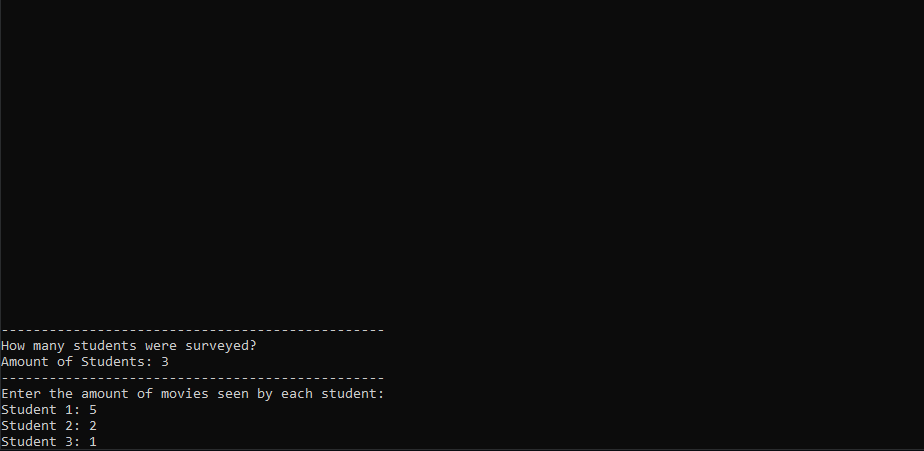 ------------------------------------------------
How many students were surveyed?
Amount of Students: 3
------------------------------------------------
Enter the amount of movies seen by each student:
Student 1: 5
Student 2: 2
Student 3: 1